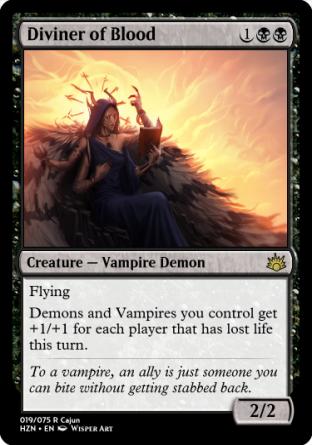 Diviner of Blood 1
Creature — Vampire Demon
Flying
Demons and Vampires you control get
+1/+1 for each player that has lost life
this turn.
To a vampire, an ally is just someone you
can bite without getting stabbed back.
2/2
019/075 R Cajun
HZN • EN Wisper Art